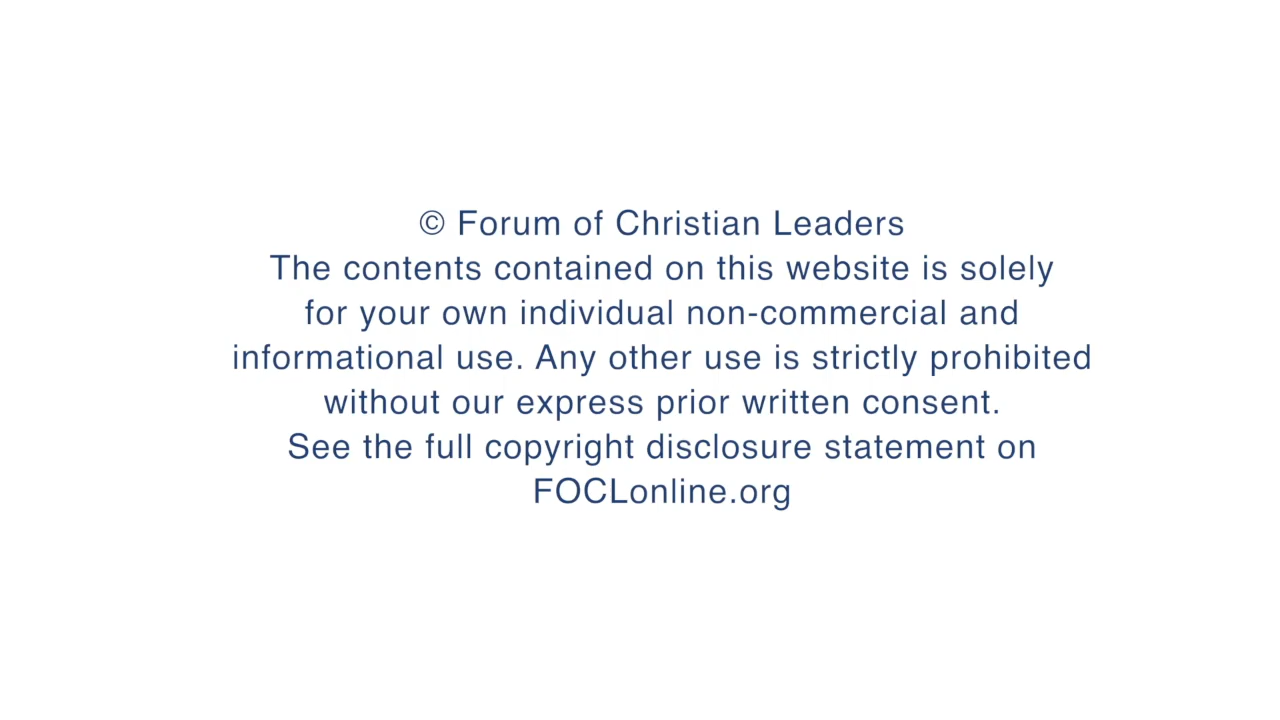 © Forum of Christian Leaders
The contents contained on this website is solely
for your own individual non-commercial and
informational use. Any other use is strictly prohibited
without our express prior written consent.
See the full copyright disclosure statement on
FOCLonline.org